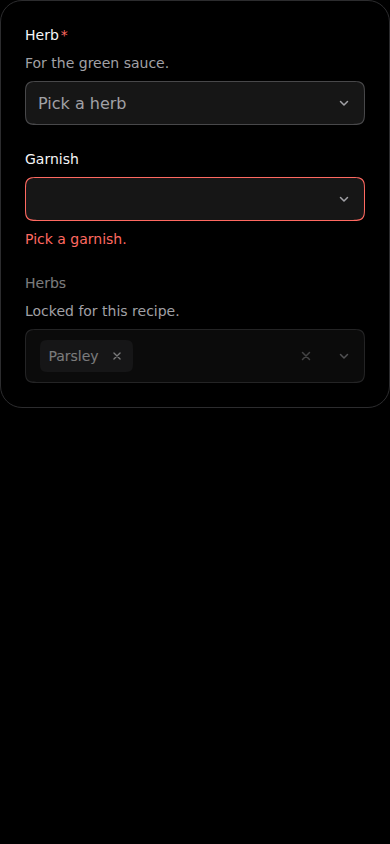 Herb*
For the green sauce.
Pick a herb
Garnish
Pick a garnish.
Herbs
Locked for this recipe.
Parsley